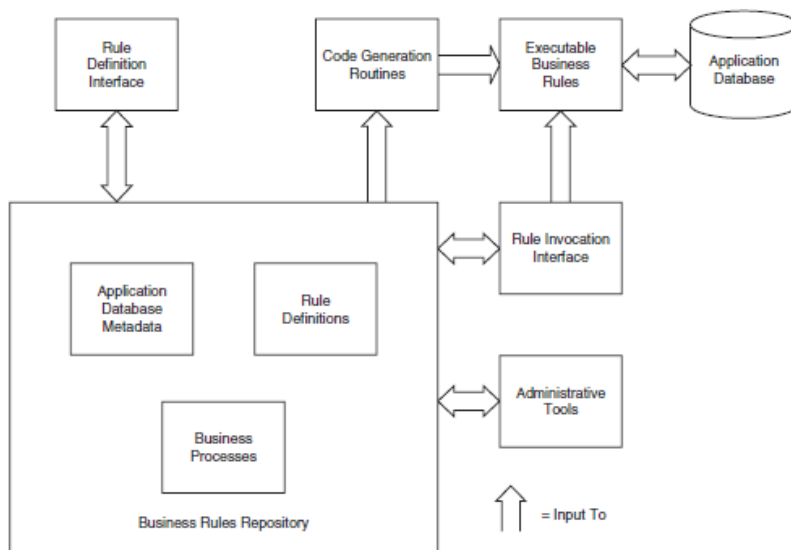 Rule
Definition
Interface
Code Generation
Routines
Executable
Business
Rules
Application
Database
Rule Invocation
Interface
Application
Database
Metadata
Rule
Definitions
Administrative
Tools
Business
Processes
Business Rules Repository
= Input To